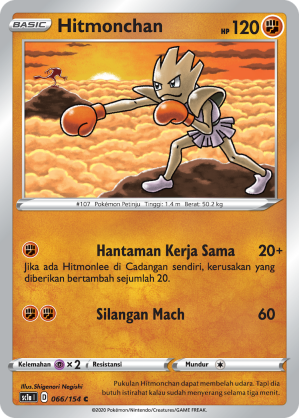 BASIC Hitmonchan HP 120
#107 Pokémon Petinju Tinggi: 1.4 m Berat: 50.2 kg
Hantaman Kerja Sama 20+
Jika ada Hitmonlee di Cadangan sendiri, kerusakan yang
diberikan bertambah sejumlah 20.
Silangan Mach 60
Kelemahan × 2 Resistansi Mundur
Illus. Shigenori Negishi
sc1a I D 066/154 C
Pukulan Hitmonchan dapat membelah udara. Tapi dia
butuh istirahat kalau sudah menyerang selama tiga menit.
©2020 Pokémon/Nintendo/Creatures/GAME FREAK.